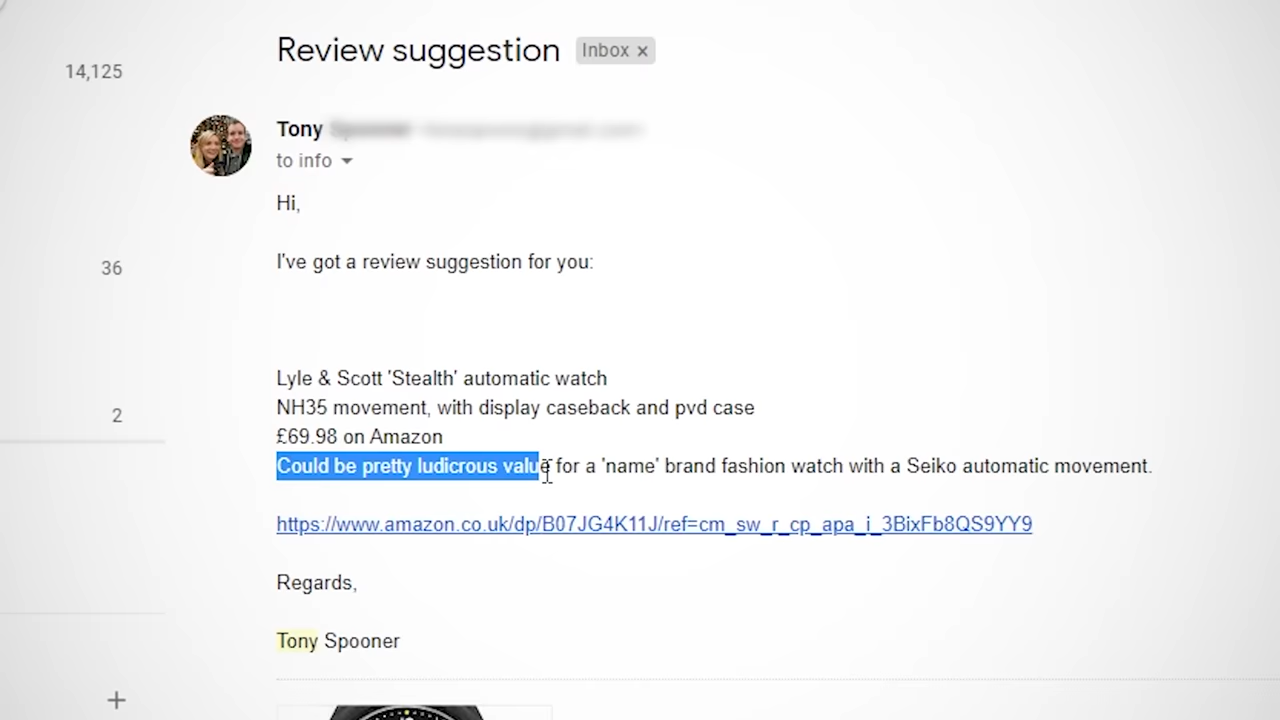 Review suggestion Inbox ×
14,125
Tony
to info
Hi,
36
I've got a review suggestion for you:
Lyle & Scott 'Stealth' automatic watch
NH35 movement, with display caseback and pvd case
2
£69.98 on Amazon
Could be pretty ludicrous value for a 'name' brand fashion watch with a Seiko automatic movement.
https://www.amazon.co.uk/dp/B07JG4K11J/ref=cm_sw_r_cp_apa_i_3BixFb8QS9YY9
Regards,
Tony Spooner
+